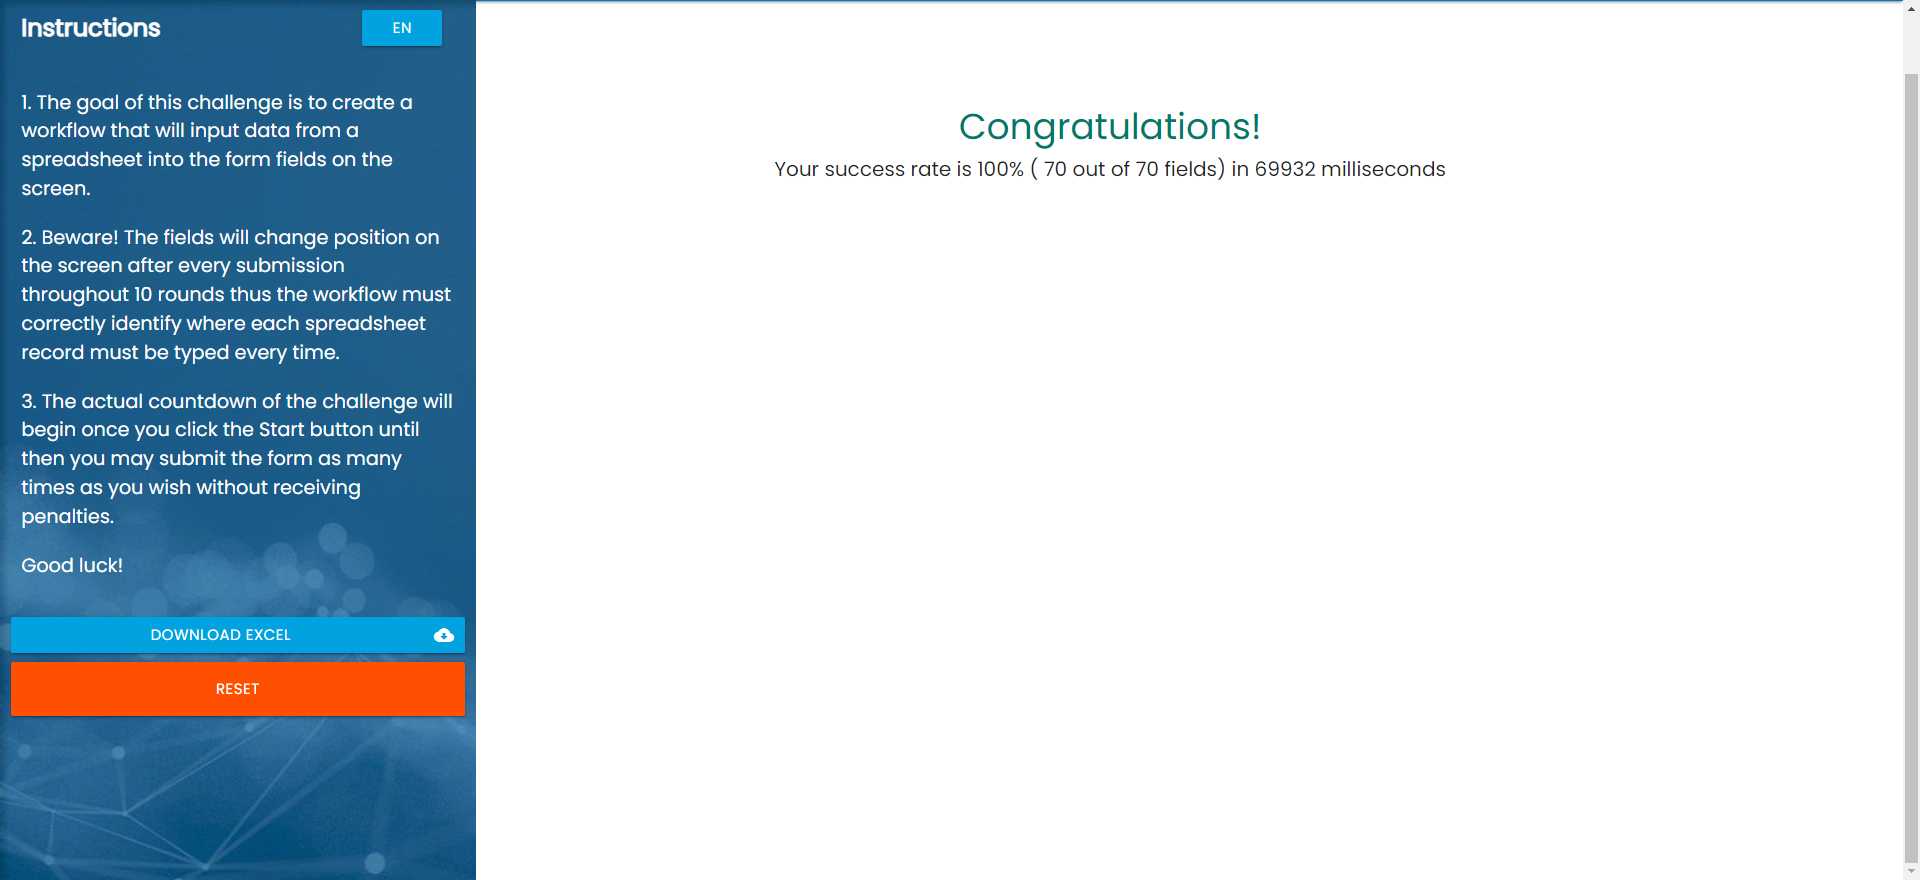 Instructions
EN
1. The goal of this challenge is to create a
workflow that will input data from a
spreadsheet into the form fields on the
screen.
2. Beware! The fields will change position on
the screen after every submission
throughout 10 rounds thus the workflow must
correctly identify where each spreadsheet
record must be typed every time.
3. The actual countdown of the challenge will
begin once you click the Start button until
then you may submit the form as many
times as you wish without receiving
penalties.
Good luck!
DOWNLOAD EXCEL
RESET
Congratulations!
Your success rate is 100% ( 70 out of 70 fields) in 69932 milliseconds